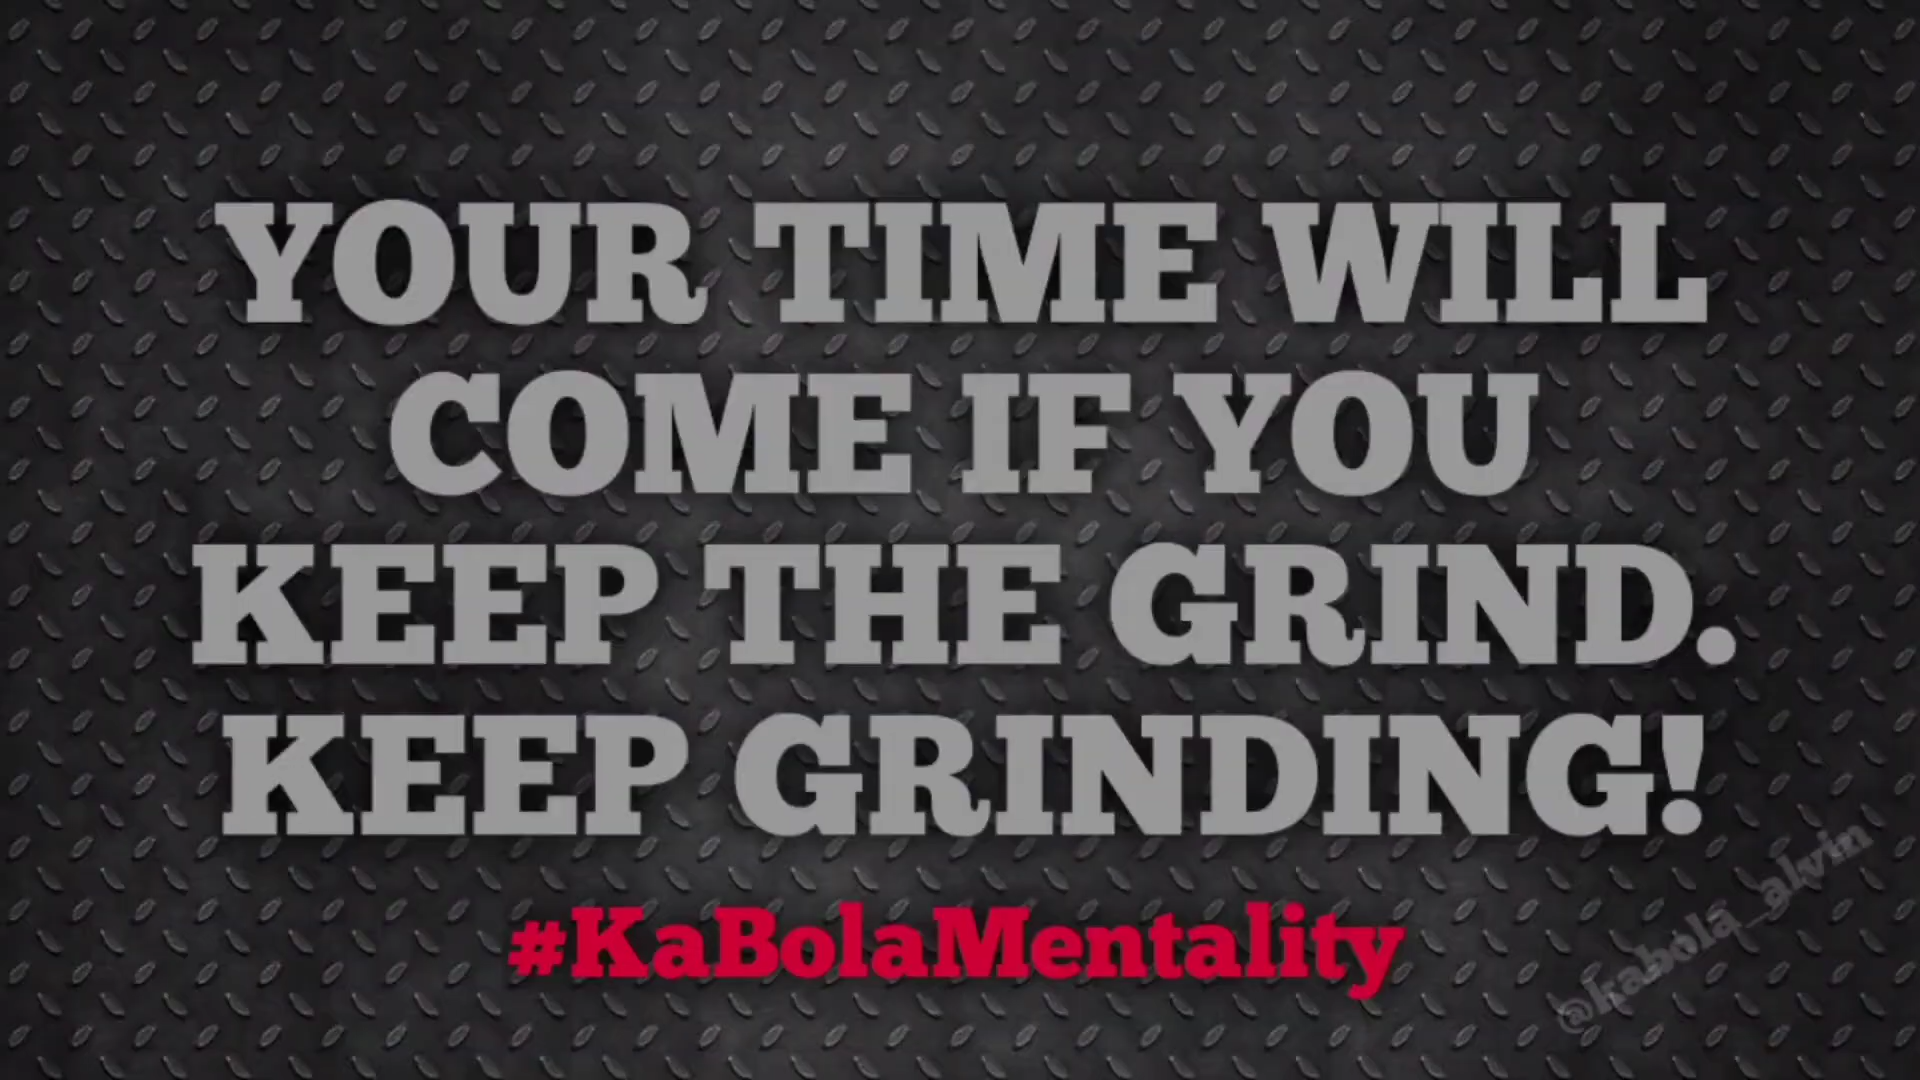 YOUR TIME WILL
COME IF YOU
KEEP THE GRIND.
KEEP GRINDING!
#KaBolaMentality
@kabola_alvin